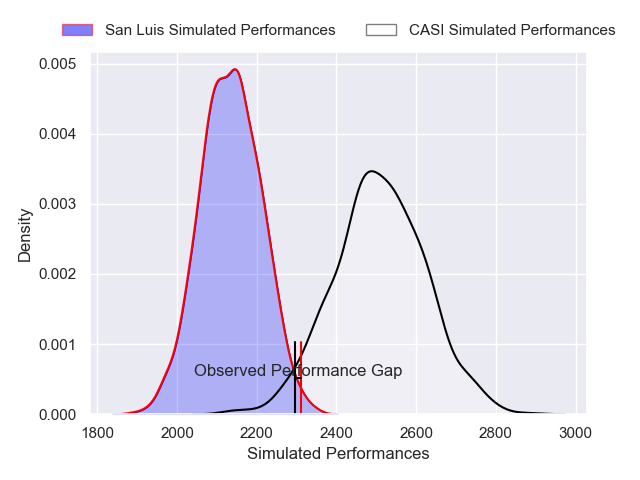 San Luis Simulated Performances
CASI Simulated Performances
0.005
0.004
0.003
0.002
0.001
0.000
Density
Observed Performance Gap
1800 2000 2200 2400 2600 2800 3000
Simulated Performances